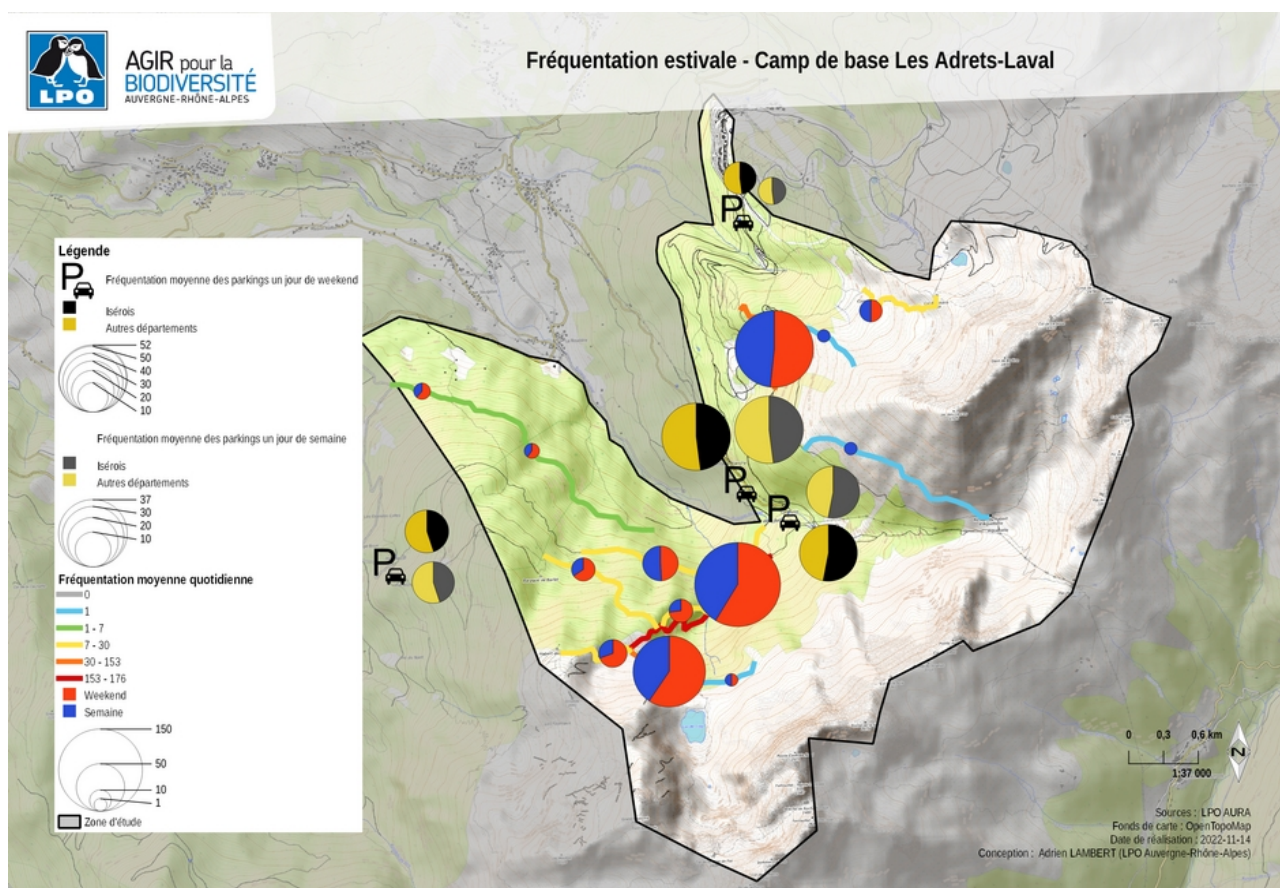 LPO
AGIR pour la
BIODIVERSITÉ
AUVERGNE-RHÔNE-ALPES
Fréquentation estivale - Camp de base Les Adrets-Laval
P
P
P
P
Légende
P
Fréquentation moyenne des parkings un jour de weekend
Isérois
Autres départements
52
50
40
30
20
10
Fréquentation moyenne des parkings un jour de semaine
Isérois
Autres départements
37
30
20
10
Fréquentation moyenne quotidienne
0
1
1 - 7
7 - 30
30 - 153
153 - 176
Weekend
Semaine
150
50
10
1
Zone d'étude
0 0,3 0,6 km
1:37 000
N
Sources : LPO AURA
Fonds de carte : OpenTopoMap
Date de réalisation : 2022-11-14
Conception : Adrien LAMBERT (LPO Auvergne-Rhône-Alpes)